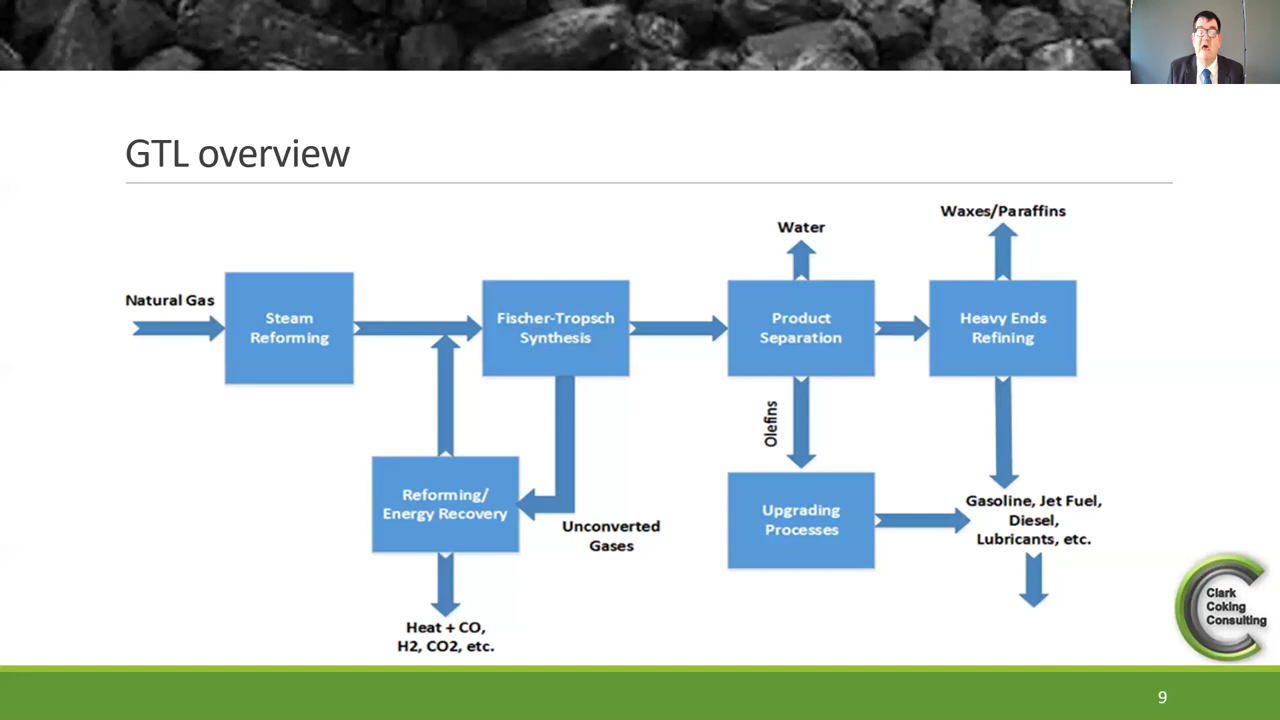 GTL overview
Waxes/Paraffins
Water
Natural Gas
Steam
Reforming
Fischer-Tropsch
Synthesis
Product
Separation
Heavy Ends
Refining
Olefins
Reforming/
Energy Recovery
Unconverted
Gases
Upgrading
Processes
Gasoline, Jet Fuel,
Diesel,
Lubricants, etc.
Heat + CO,
H2, CO2, etc.
Clark
Coking
Consulting
9